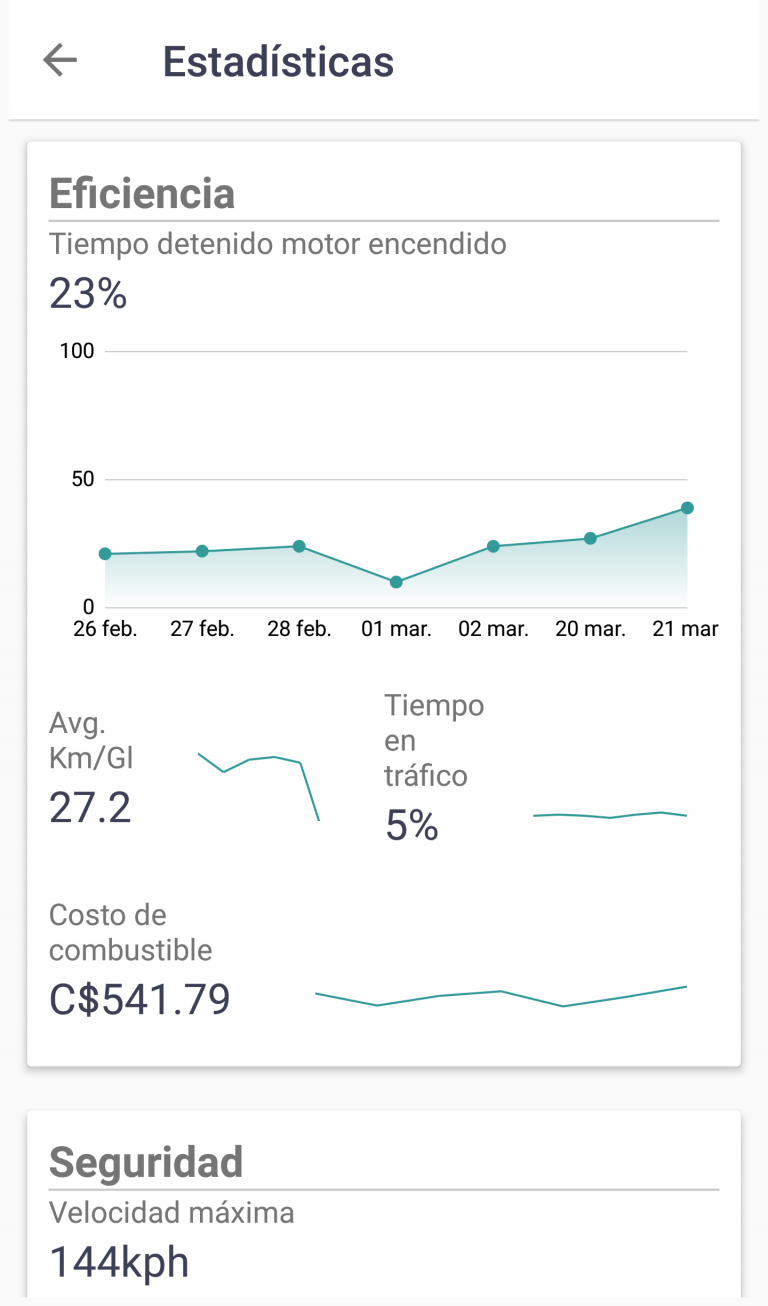 Estadísticas
Eficiencia
Tiempo detenido motor encendido
23%
100
50
0
26 feb. 27 feb. 28 feb. 01 mar. 02 mar. 20 mar. 21 mar
Avg.
Km/Gl
27.2
Tiempo
en
tráfico
5%
Costo de
combustible
C$541.79
Seguridad
Velocidad máxima
144kph